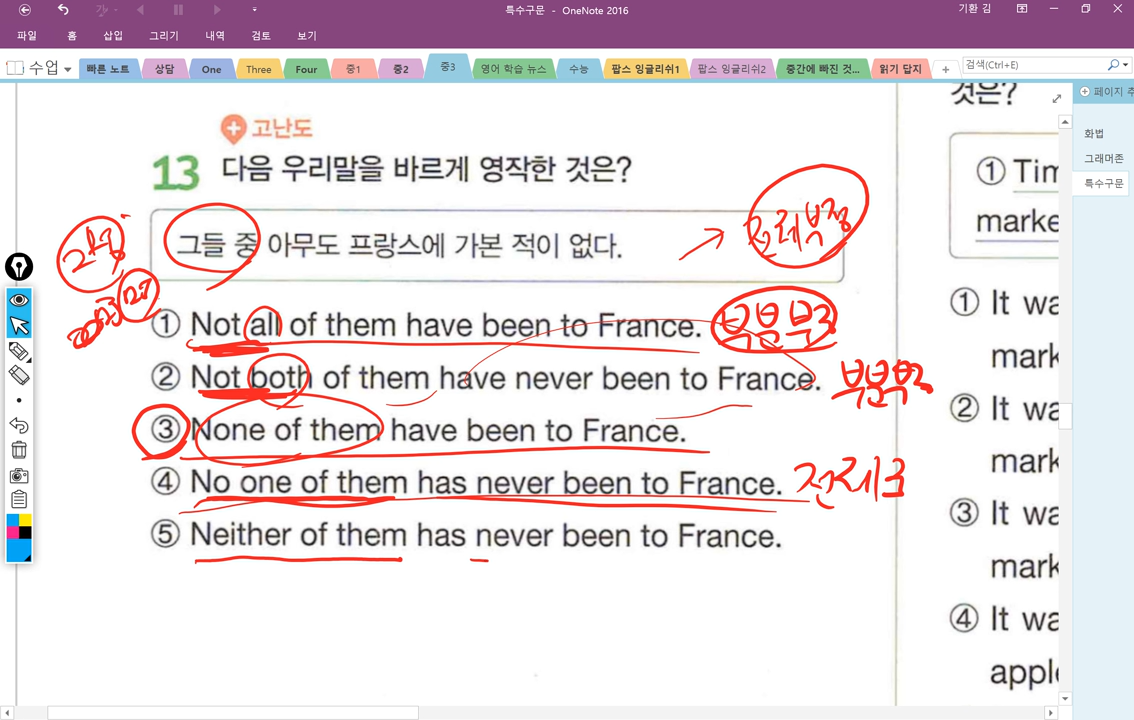 특수구문 - OneNote 2016
기환 김
파일 홈 삽입 그리기 내역 검토 보기
수업 빠른 노트 상담 One Three Four 중1 중2 중3 영어 학습 뉴스 수능 팝스 잉글리쉬1 팝스 잉글리쉬2 중간에 빠진 것... 읽기 답지 + 검색(Ctrl+E)
페이지 추
화법
그래머존
특수구문
고난도
13 다음 우리말을 바르게 영작한 것은?
그들 중 아무도 프랑스에 가본 적이 없다.
전체부정
① Not all of them have been to France.
부분부정
② Not both of them have never been to France.
부분부정
③ None of them have been to France.
④ No one of them has never been to France.
전체
⑤ Neither of them has never been to France.
것은?
① Tim
marke
① It wa
mark
② It wa
mark
③ It wa
mark
④ It wa
apple